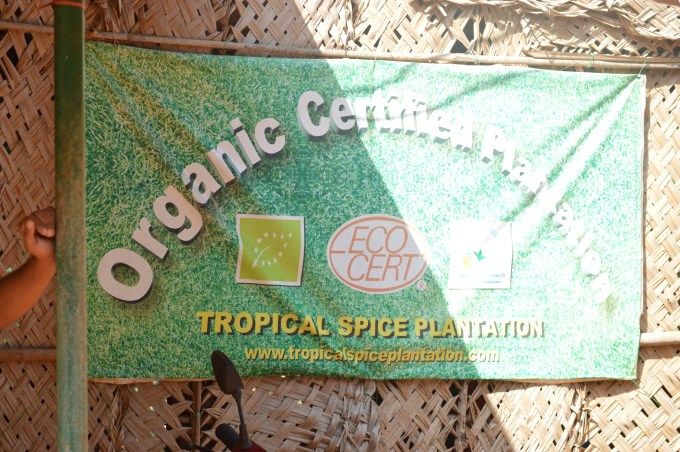 Organic Certified Plantation
ECO
CERT
®
TROPICAL SPICE PLANTATION
www.tropicalspiceplantation.com